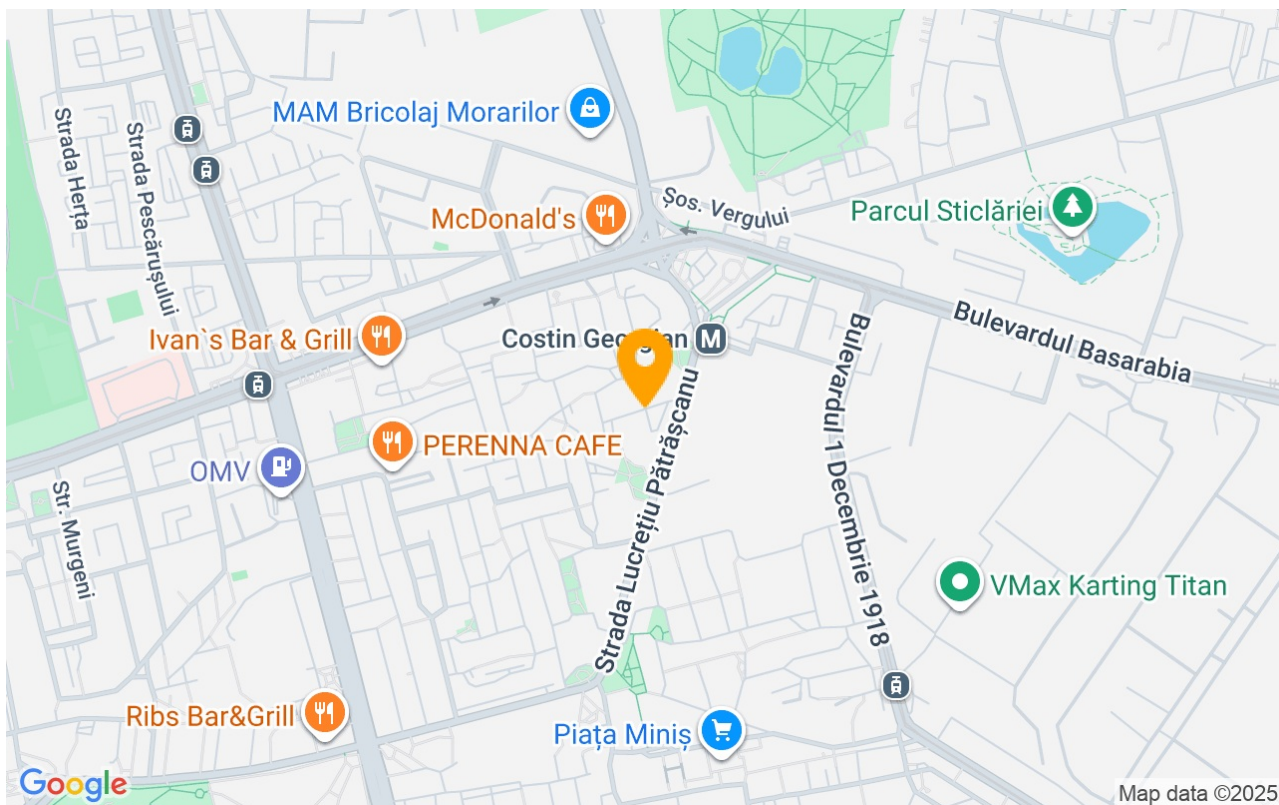 MAM Bricolaj Morarilor
Strada Herța
Strada Pescărușului
McDonald's
Șos. Vergului
Parcul Sticlăriei
Ivan`s Bar & Grill
Costin Georgian
M
Bulevardul Basarabia
PERENNA CAFE
OMV
Str. Murgeni
Strada Lucrețiu Pătrășcanu
Bulevardul 1 Decembrie 1918
VMax Karting Titan
Ribs Bar&Grill
Piața Miniș
Google
Map data ©2025